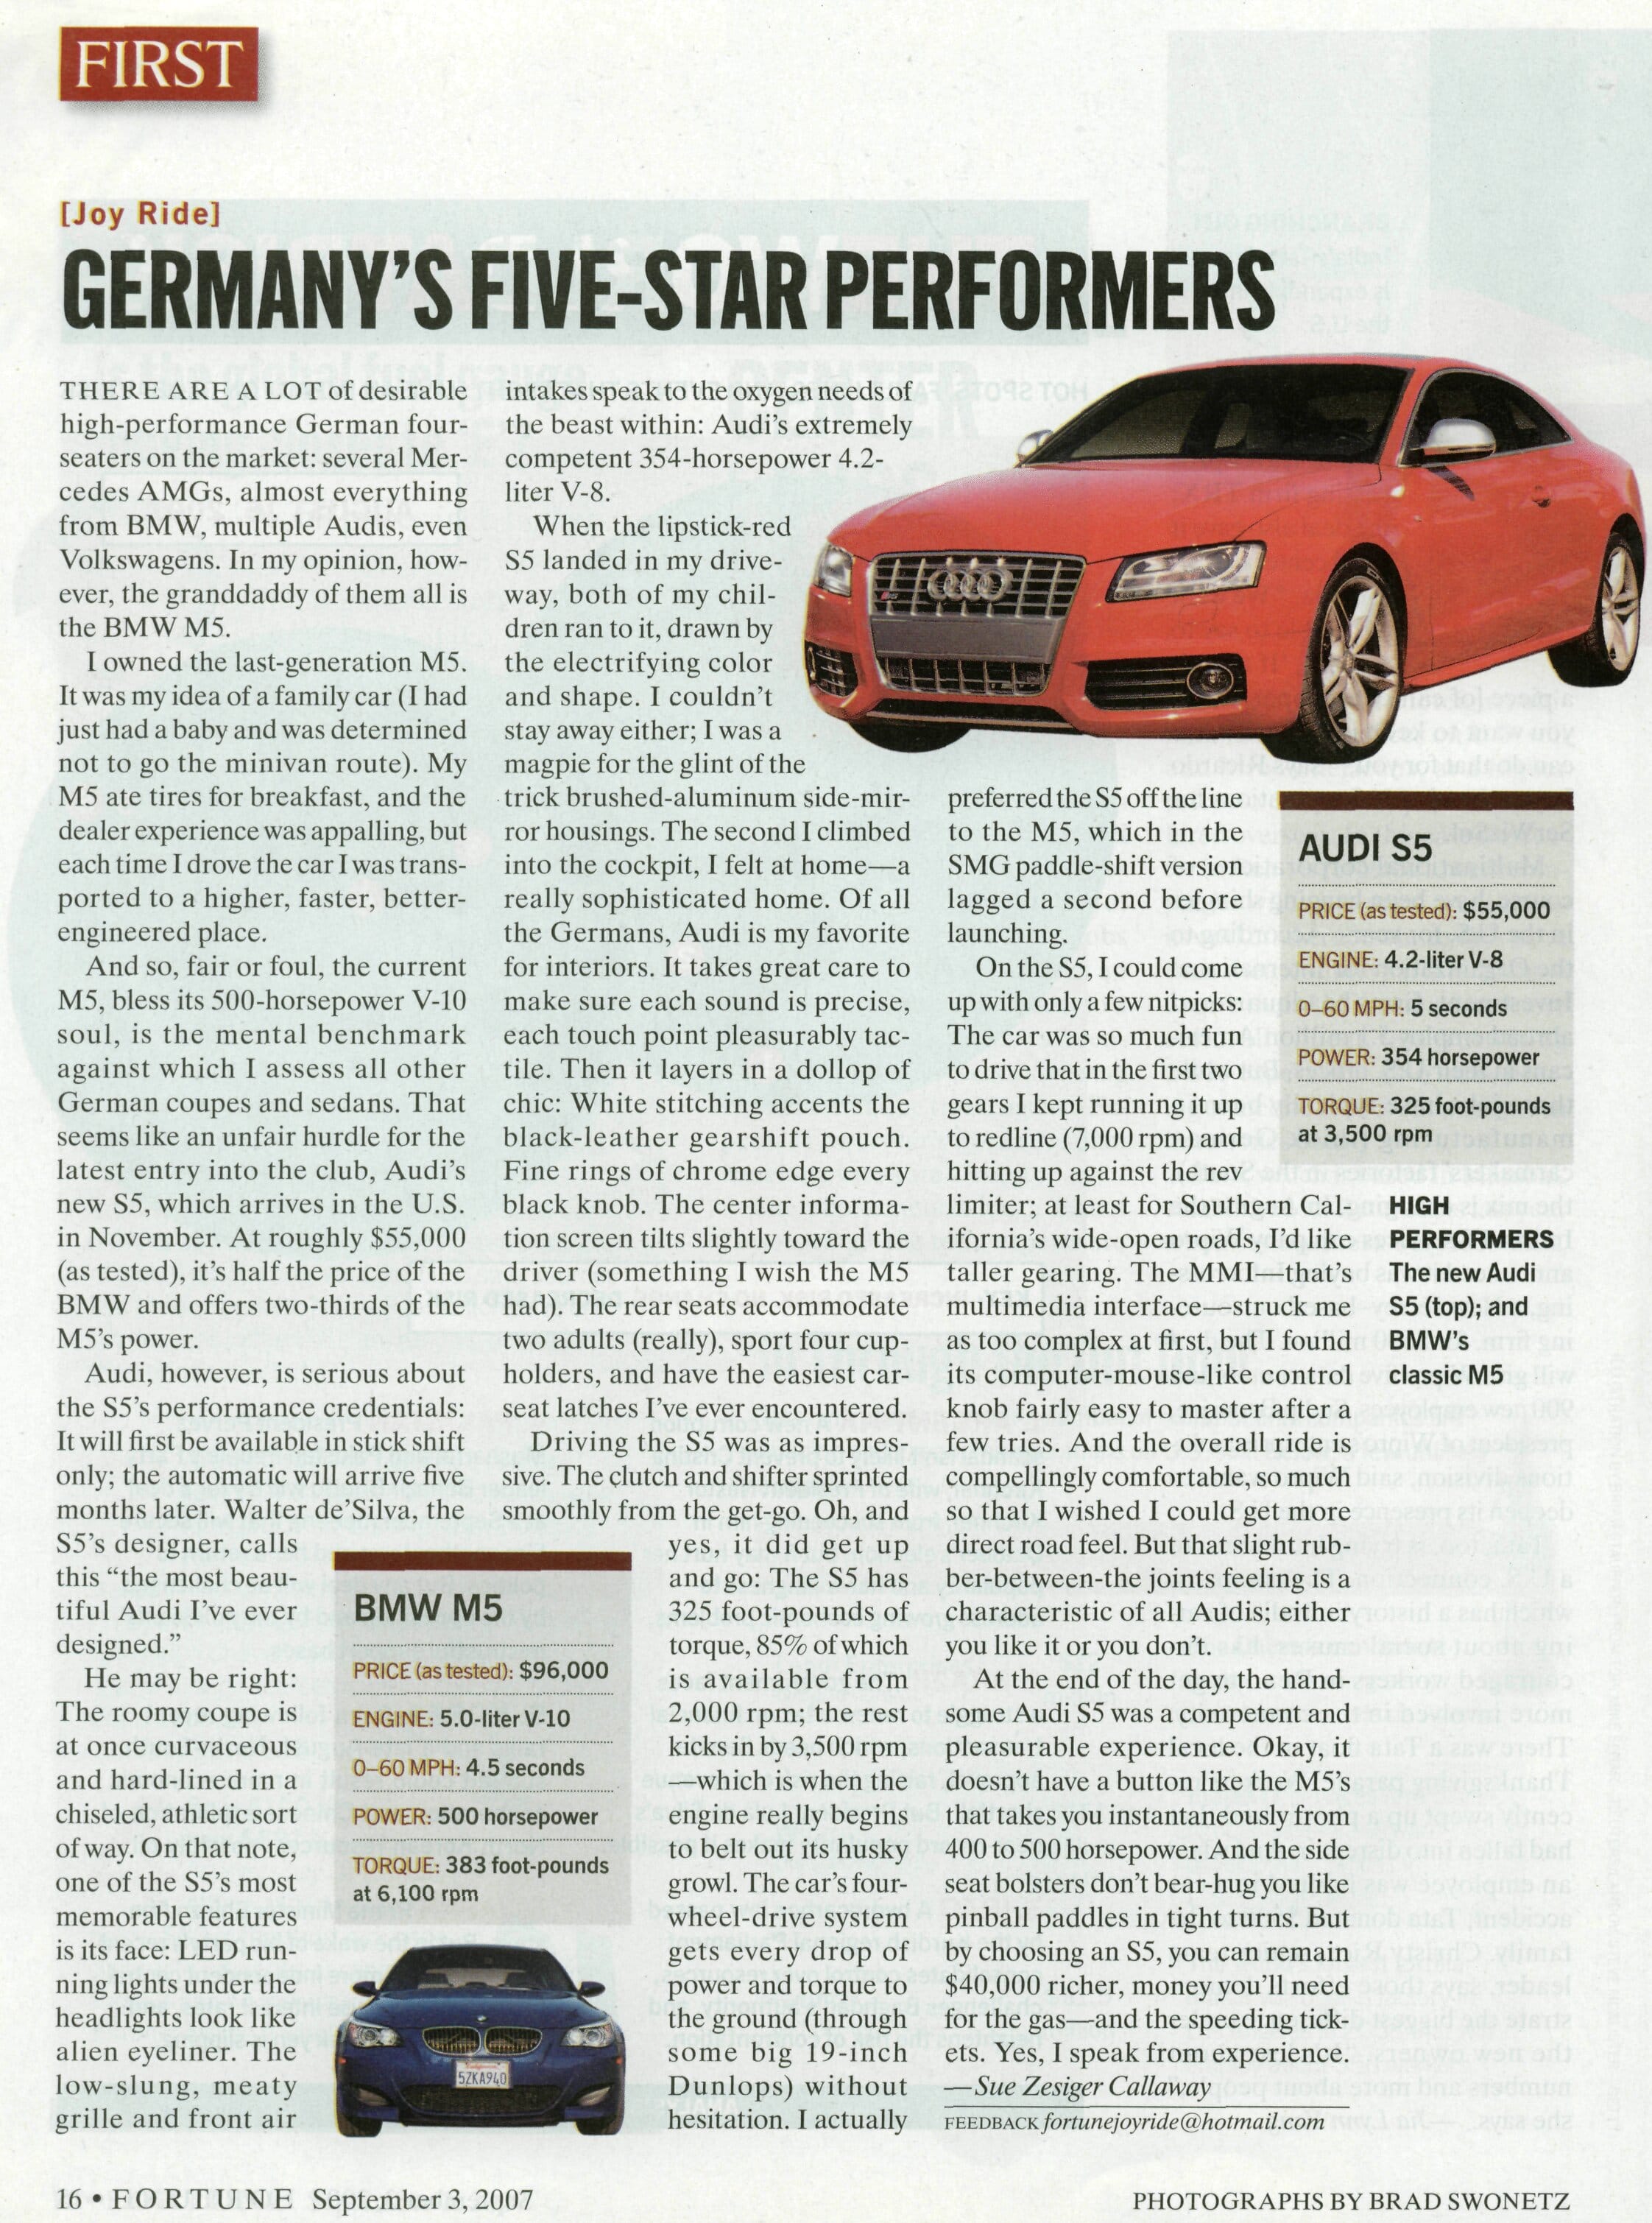 FIRST
[Joy Ride]
GERMANY'S FIVE-STAR PERFORMERS
THERE ARE A LOT of desirable
high-performance German four-
seaters on the market: several Mer-
cedes AMGs, almost everything
from BMW, multiple Audis, even
Volkswagens. In my opinion, how-
ever, the granddaddy of them all is
the BMW M5.
I owned the last-generation M5.
It was my idea of a family car (I had
just had a baby and was determined
not to go the minivan route). My
M5 ate tires for breakfast, and the
dealer experience was appalling, but
each time I drove the car I was trans-
ported to a higher, faster, better-
engineered place.
And so, fair or foul, the current
M5, bless its 500-horsepower V-10
soul, is the mental benchmark
against which I assess all other
German coupes and sedans. That
seems like an unfair hurdle for the
latest entry into the club, Audi's
new S5, which arrives in the U.S.
in November. At roughly $55,000
(as tested), it's half the price of the
BMW and offers two-thirds of the
M5's power.
Audi, however, is serious about
the S5's performance credentials:
It will first be available in stick shift
only; the automatic will arrive five
months later. Walter de'Silva, the
S5's designer, calls
this "the most beau-
tiful Audi I've ever
designed."
He may be right:
The roomy coupe is
at once curvaceous
and hard-lined in a
chiseled, athletic sort
of way. On that note,
one of the S5's most
memorable features
is its face: LED run-
ning lights under the
headlights look like
alien eyeliner. The
low-slung, meaty
grille and front air
intakes speak to the oxygen needs of
the beast within: Audi's extremely
competent 354-horsepower 4.2-
liter V-8.
When the lipstick-red
S5 landed in my drive-
way, both of my chil-
dren ran to it, drawn by
the electrifying color
and shape. I couldn't
stay away either; I was a
magpie for the glint of the
trick brushed-aluminum side-mir-
ror housings. The second I climbed
into the cockpit, I felt at home—a
really sophisticated home. Of all
the Germans, Audi is my favorite
for interiors. It takes great care to
make sure each sound is precise,
each touch point pleasurably tac-
tile. Then it layers in a dollop of
chic: White stitching accents the
black-leather gearshift pouch.
Fine rings of chrome edge every
black knob. The center informa-
tion screen tilts slightly toward the
driver (something I wish the M5
had). The rear seats accommodate
two adults (really), sport four cup-
holders, and have the easiest car-
seat latches I've ever encountered.
Driving the S5 was as impres-
sive. The clutch and shifter sprinted
smoothly from the get-go. Oh, and
yes, it did get up
and go: The S5 has
325 foot-pounds of
torque, 85% of which
is available from
2,000 rpm; the rest
kicks in by 3,500 rpm
—which is when the
engine really begins
to belt out its husky
growl. The car's four-
wheel-drive system
gets every drop of
power and torque to
the ground (through
some big 19-inch
Dunlops) without
hesitation. I actually
preferred the S5 off the line
to the M5, which in the
SMG paddle-shift version
lagged a second before
launching.
On the S5, I could come
up with only a few nitpicks:
The car was so much fun
to drive that in the first two
gears I kept running it up
to redline (7,000 rpm) and
hitting up against the rev
limiter; at least for Southern Cal-
ifornia's wide-open roads, I'd like
taller gearing. The MMI—that's
multimedia interface—struck me
as too complex at first, but I found
its computer-mouse-like control
knob fairly easy to master after a
few tries. And the overall ride is
compellingly comfortable, so much
so that I wished I could get more
direct road feel. But that slight rub-
ber-between-the joints feeling is a
characteristic of all Audis; either
you like it or you don't.
At the end of the day, the hand-
some Audi S5 was a competent and
pleasurable experience. Okay, it
doesn't have a button like the M5's
that takes you instantaneously from
400 to 500 horsepower. And the side
seat bolsters don't bear-hug you like
pinball paddles in tight turns. But
by choosing an S5, you can remain
$40,000 richer, money you'll need
for the gas—and the speeding tick-
ets. Yes, I speak from experience.
—Sue Zesiger Callaway
FEEDBACK fortunejoyride@hotmail.com
AUDI S5
PRICE (as tested): $55,000
ENGINE: 4.2-liter V-8
0–60 MPH: 5 seconds
POWER: 354 horsepower
TORQUE: 325 foot-pounds
at 3,500 rpm
HIGH
PERFORMERS
The new Audi
S5 (top); and
BMW's
classic M5
BMW M5
PRICE (as tested): $96,000
ENGINE: 5.0-liter V-10
0–60 MPH: 4.5 seconds
POWER: 500 horsepower
TORQUE: 383 foot-pounds
at 6,100 rpm
5ZKA940
16 • FORTUNE September 3, 2007
PHOTOGRAPHS BY BRAD SWONETZ